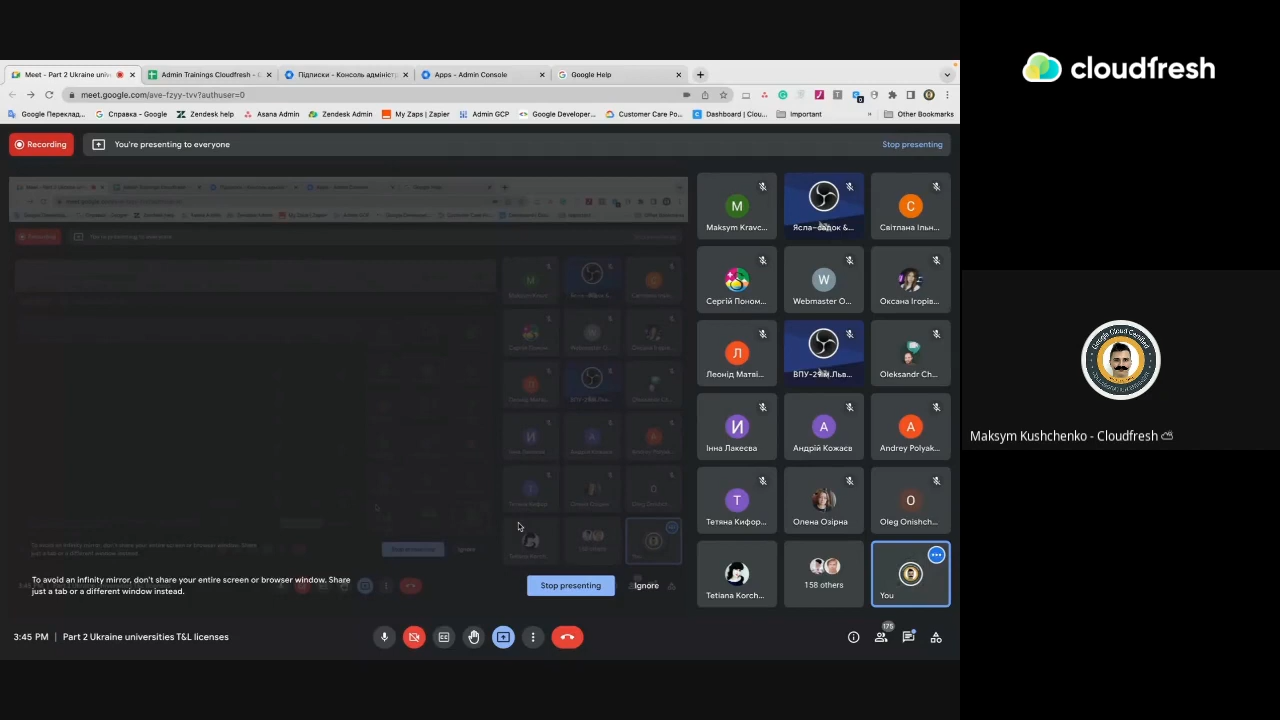 Meet - Part 2 Ukraine univ
Admin Trainings Cloudfresh - C
Підписки - Консоль адмініст
Apps - Admin Console
Google Help
meet.google.com/ave-fzyy-tvv?authuser=0
Google Переклад...
Справка - Google
Zendesk help
Asana Admin
Zendesk Admin
My Zaps | Zapier
Admin GCP
Google Developer...
Customer Care Po...
Dashboard | Clou...
Important
»
Other Bookmarks
Recording
You're presenting to everyone
Stop presenting
M
Maksym Kravc...
Ясла-садок &...
С
Світлана Ільн...
Сергій Поном...
W
Webmaster O...
Оксана Ігорів...
Л
Леонід Матві...
Oleksandr Ch...
И
Інна Лакеєва
А
Андрій Кожаєв
A
Andrey Polyak...
Т
Тетяна Кифор...
Олена Озірна
O
Oleg Onishch...
Tetiana Korch...
158 others
You
To avoid an infinity mirror, don't share your entire screen or browser window. Share
just a tab or a different window instead.
Stop presenting
Ignore
3:45 PM | Part 2 Ukraine universities T&L licenses
175
cloudfresh
Google Cloud Certified
Maksym Kushchenko - Cloudfresh